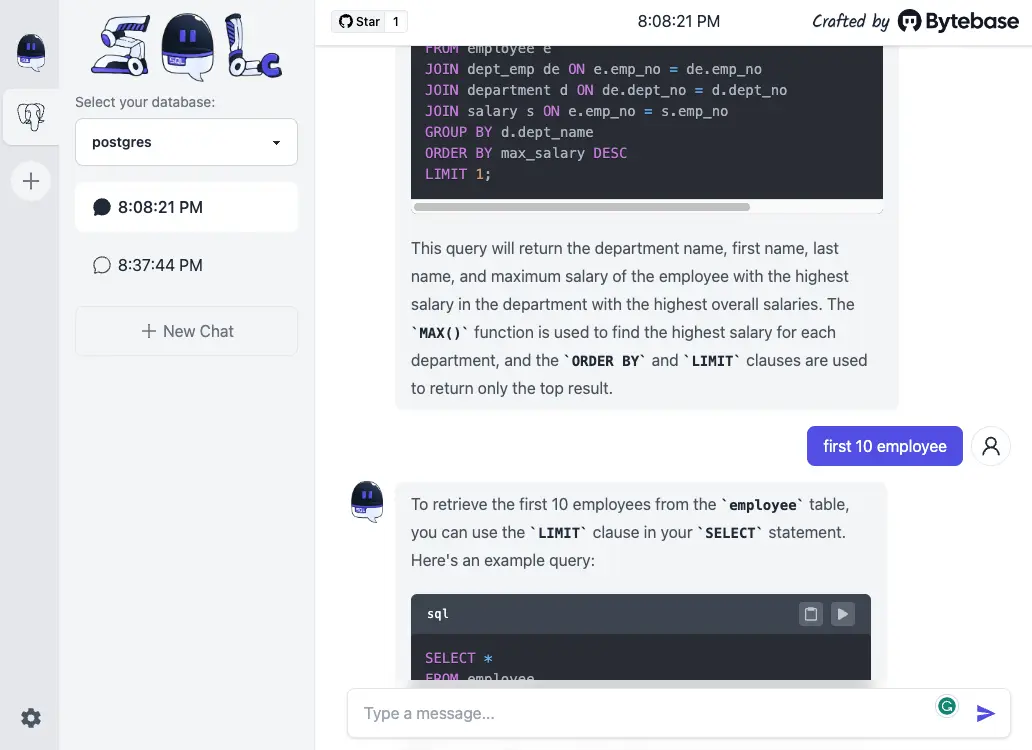 Star 1
8:08:21 PM
Crafted by Bytebase
SQL
Select your database:
postgres
8:08:21 PM
8:37:44 PM
+ New Chat
FROM employee e
JOIN dept_emp de ON e.emp_no = de.emp_no
JOIN department d ON de.dept_no = d.dept_no
JOIN salary s ON e.emp_no = s.emp_no
GROUP BY d.dept_name
ORDER BY max_salary DESC
LIMIT 1;
This query will return the department name, first name, last
name, and maximum salary of the employee with the highest
salary in the department with the highest overall salaries. The
`MAX()` function is used to find the highest salary for each
department, and the `ORDER BY` and `LIMIT` clauses are used
to return only the top result.
first 10 employee
To retrieve the first 10 employees from the `employee` table,
you can use the `LIMIT` clause in your `SELECT` statement.
Here's an example query:
sql
SELECT *
FROM employee
Type a message...